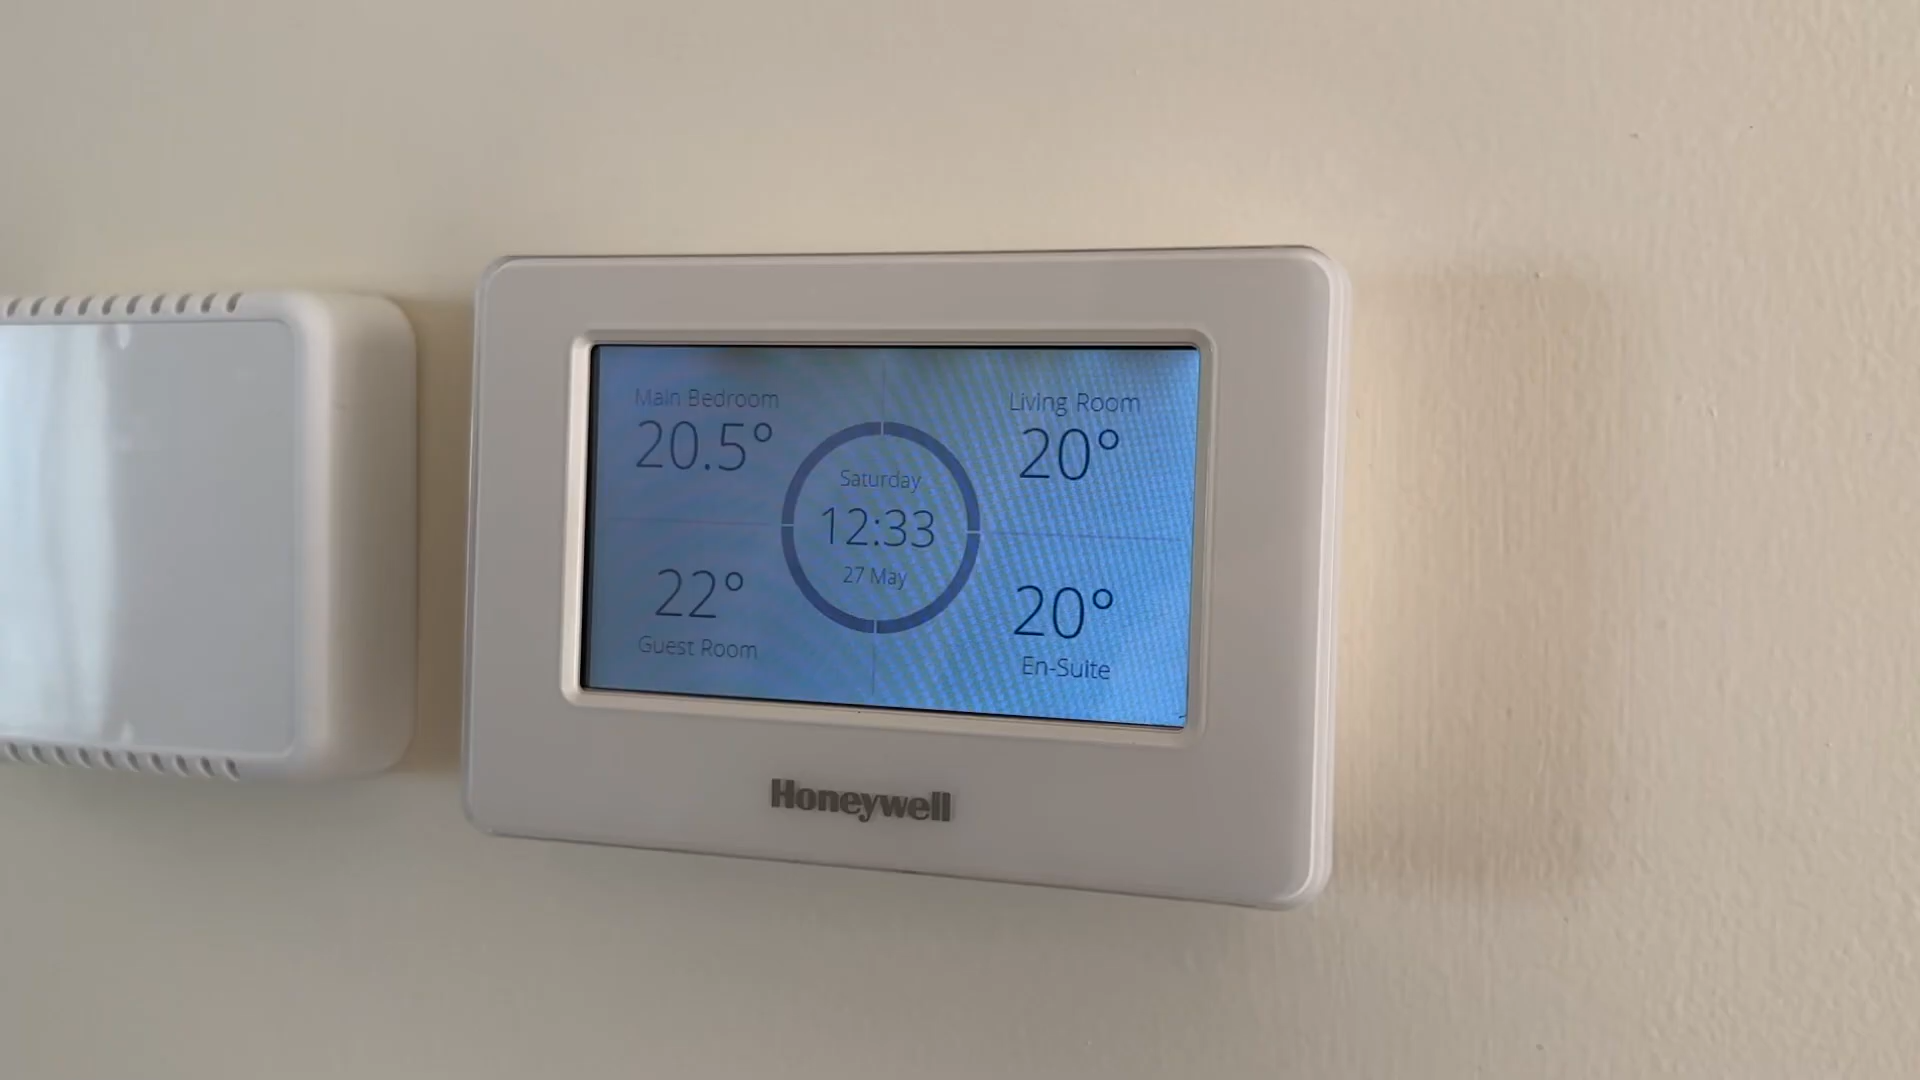 Main Bedroom
20.5°
Living Room
20°
Saturday
12:33
27 May
22°
Guest Room
20°
En-Suite
Honeywell